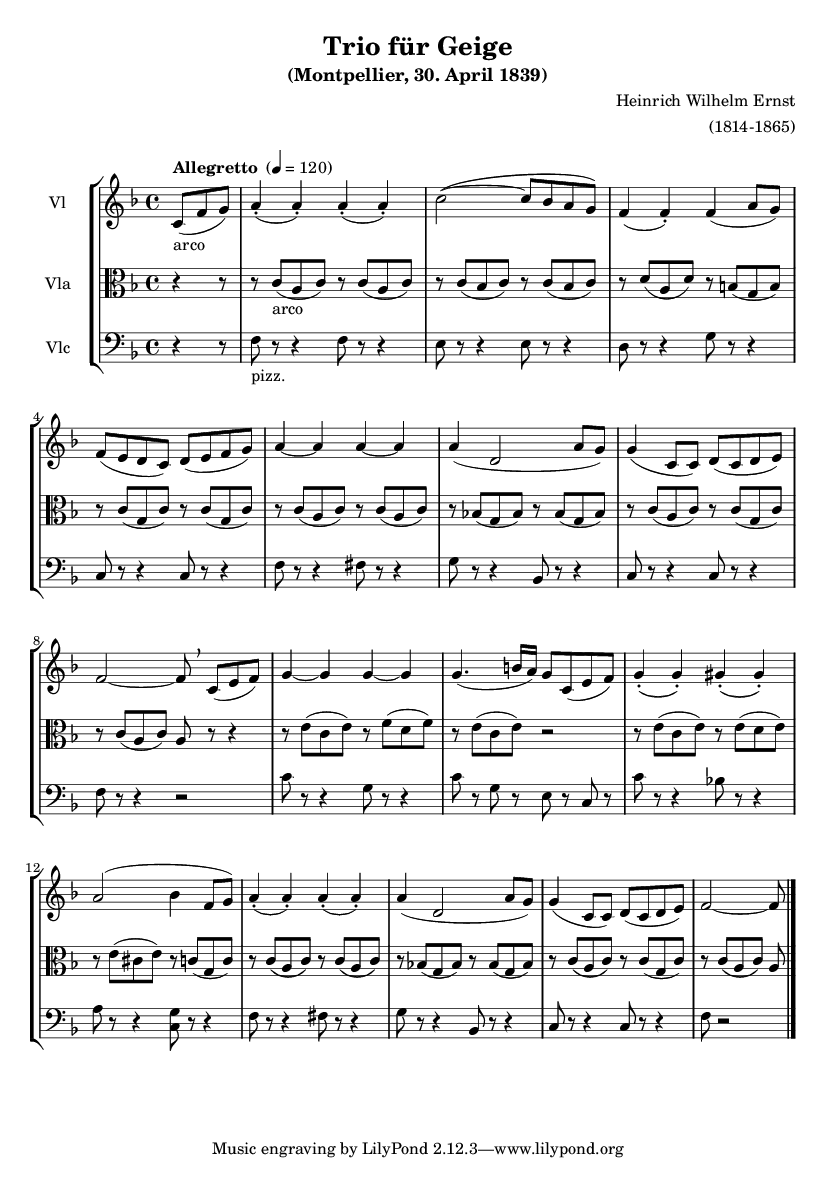 Trio für Geige
(Montpellier, 30. April 1839)
Heinrich Wilhelm Ernst
(1814-1865)
Allegretto (♩ = 120)
Vl
arco
Vla
arco
Vlc
pizz.
4
8
12
Music engraving by LilyPond 2.12.3—www.lilypond.org